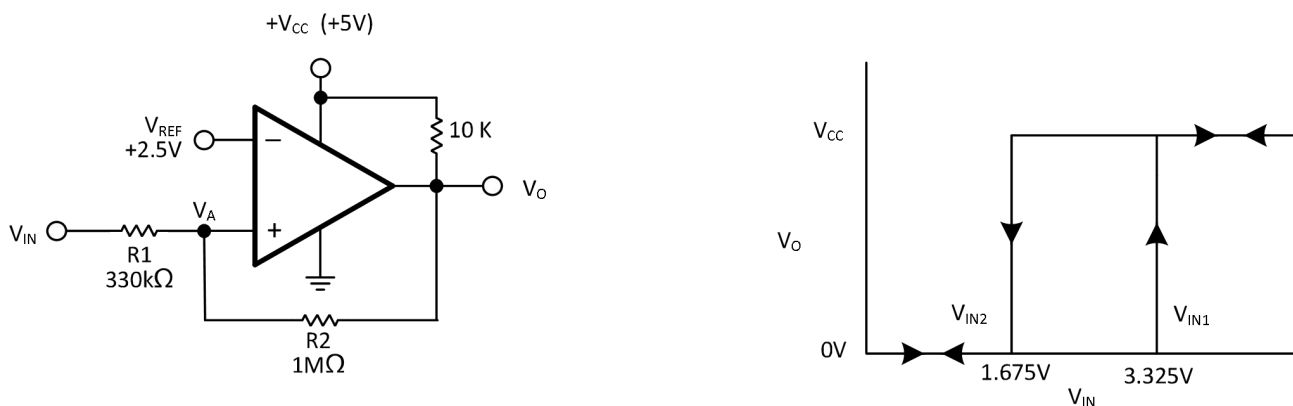 +VCC (+5V)
VREF
+2.5V
−
10 K
VO
VA
VIN
+
R1
330kΩ
R2
1MΩ
VCC
VO
VIN2
VIN1
0V
1.675V
3.325V
VIN